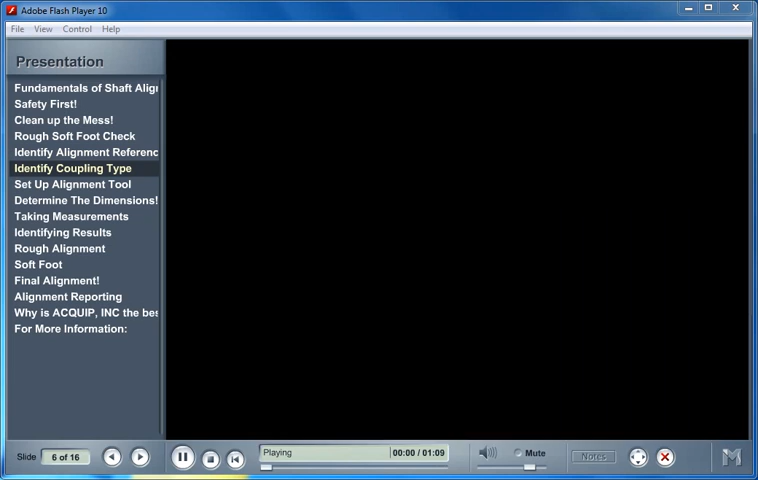 Adobe Flash Player 10
File View Control Help
Presentation
Fundamentals of Shaft Align
Safety First!
Clean up the Mess!
Rough Soft Foot Check
Identify Alignment Referenc
Identify Coupling Type
Set Up Alignment Tool
Determine The Dimensions!
Taking Measurements
Identifying Results
Rough Alignment
Soft Foot
Final Alignment!
Alignment Reporting
Why is ACQUIP, INC the bes
For More Information:
Slide 6 of 16 Playing 00:00 / 01:09 Mute Notes